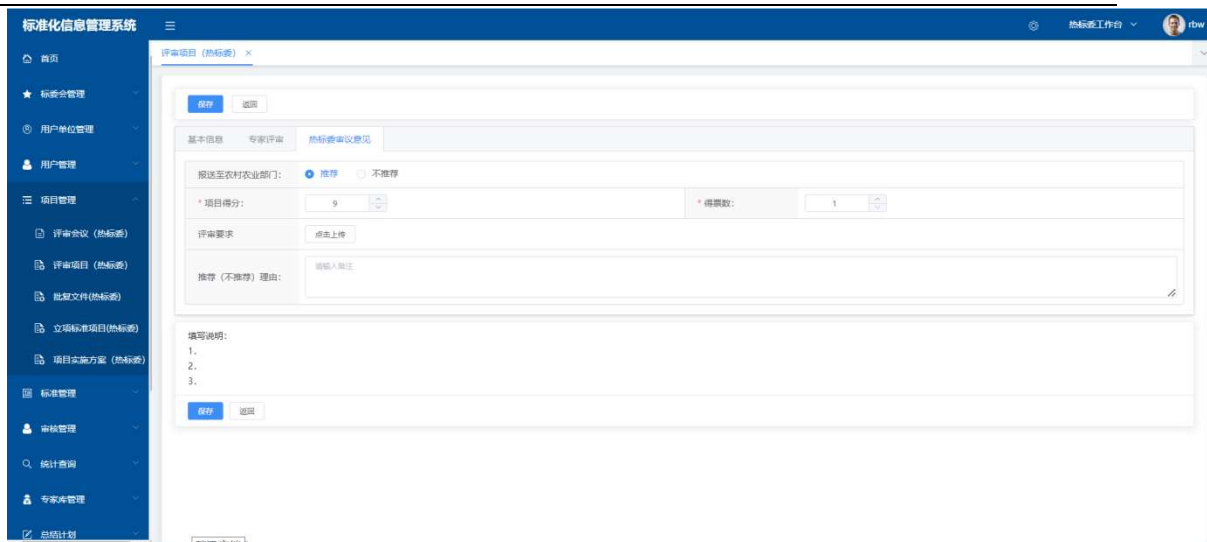 标准化信息管理系统
热标委工作台
rbw
首页
评审项目（热标委） ×
标委会管理
保存 返回
用户单位管理
基本信息 专家评审 热标委审议意见
用户管理
报送至农村农业部门： 推荐 不推荐
项目管理
* 项目得分： 9 * 得票数： 1
评审会议（热标委）
评审要求 点击上传
评审项目（热标委）
推荐（不推荐）理由： 请输入备注
批复文件(热标委)
立项标准项目(热标委)
填写说明：
1、
项目实施方案（热标委）
2、
3、
标准管理
保存 返回
审核管理
统计查询
专家库管理
总结计划